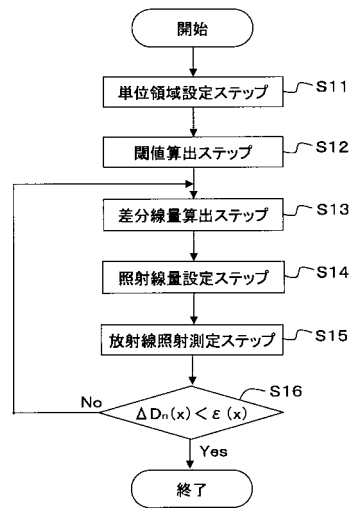 開始
単位領域設定ステップ S11
閾値算出ステップ S12
差分線量算出ステップ S13
照射線量設定ステップ S14
放射線照射測定ステップ S15
S16
No ΔDn(x)<ε(x)
Yes
終了